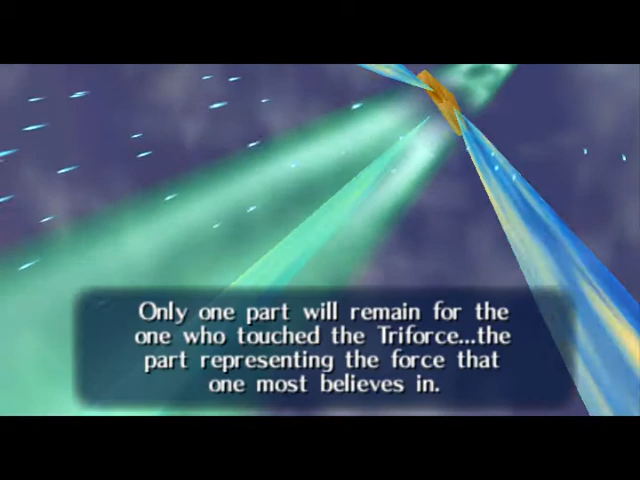 Only one part will remain for the
one who touched the Triforce...the
part representing the force that
one most believes in.